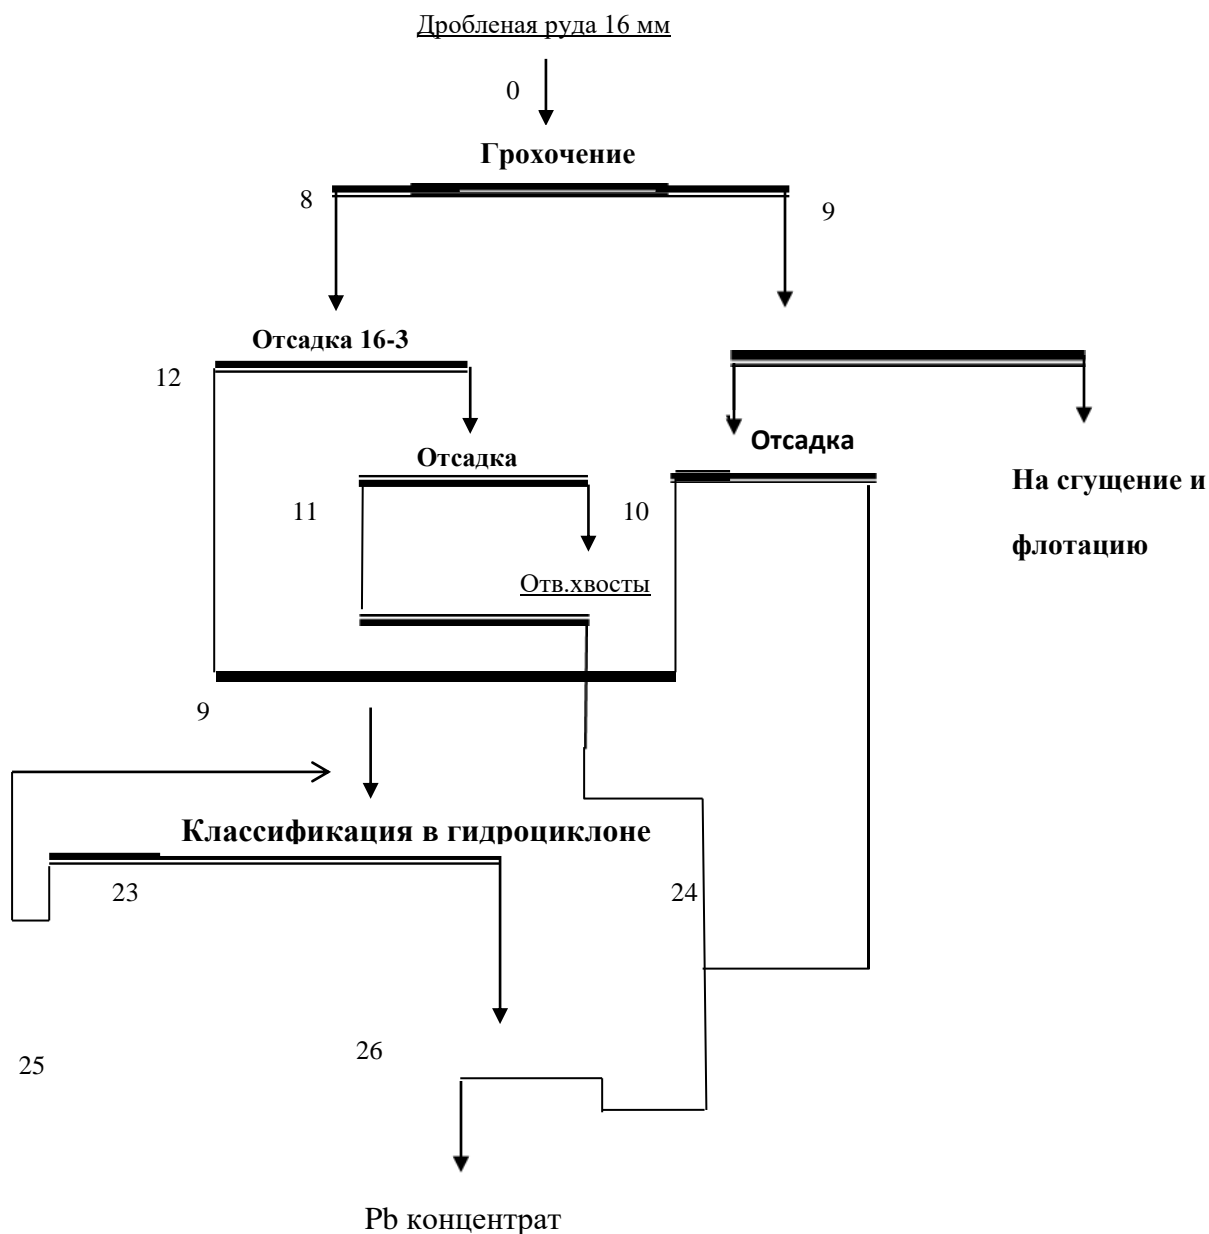 Дробленая руда 16 мм
0
Грохочение
8
9
Отсадка 16-3
12
Отсадка
Отсадка
На сгущение и
флотацию
11
10
Отв.хвосты
9
Классификация в гидроциклоне
23
24
25
26
Pb концентрат